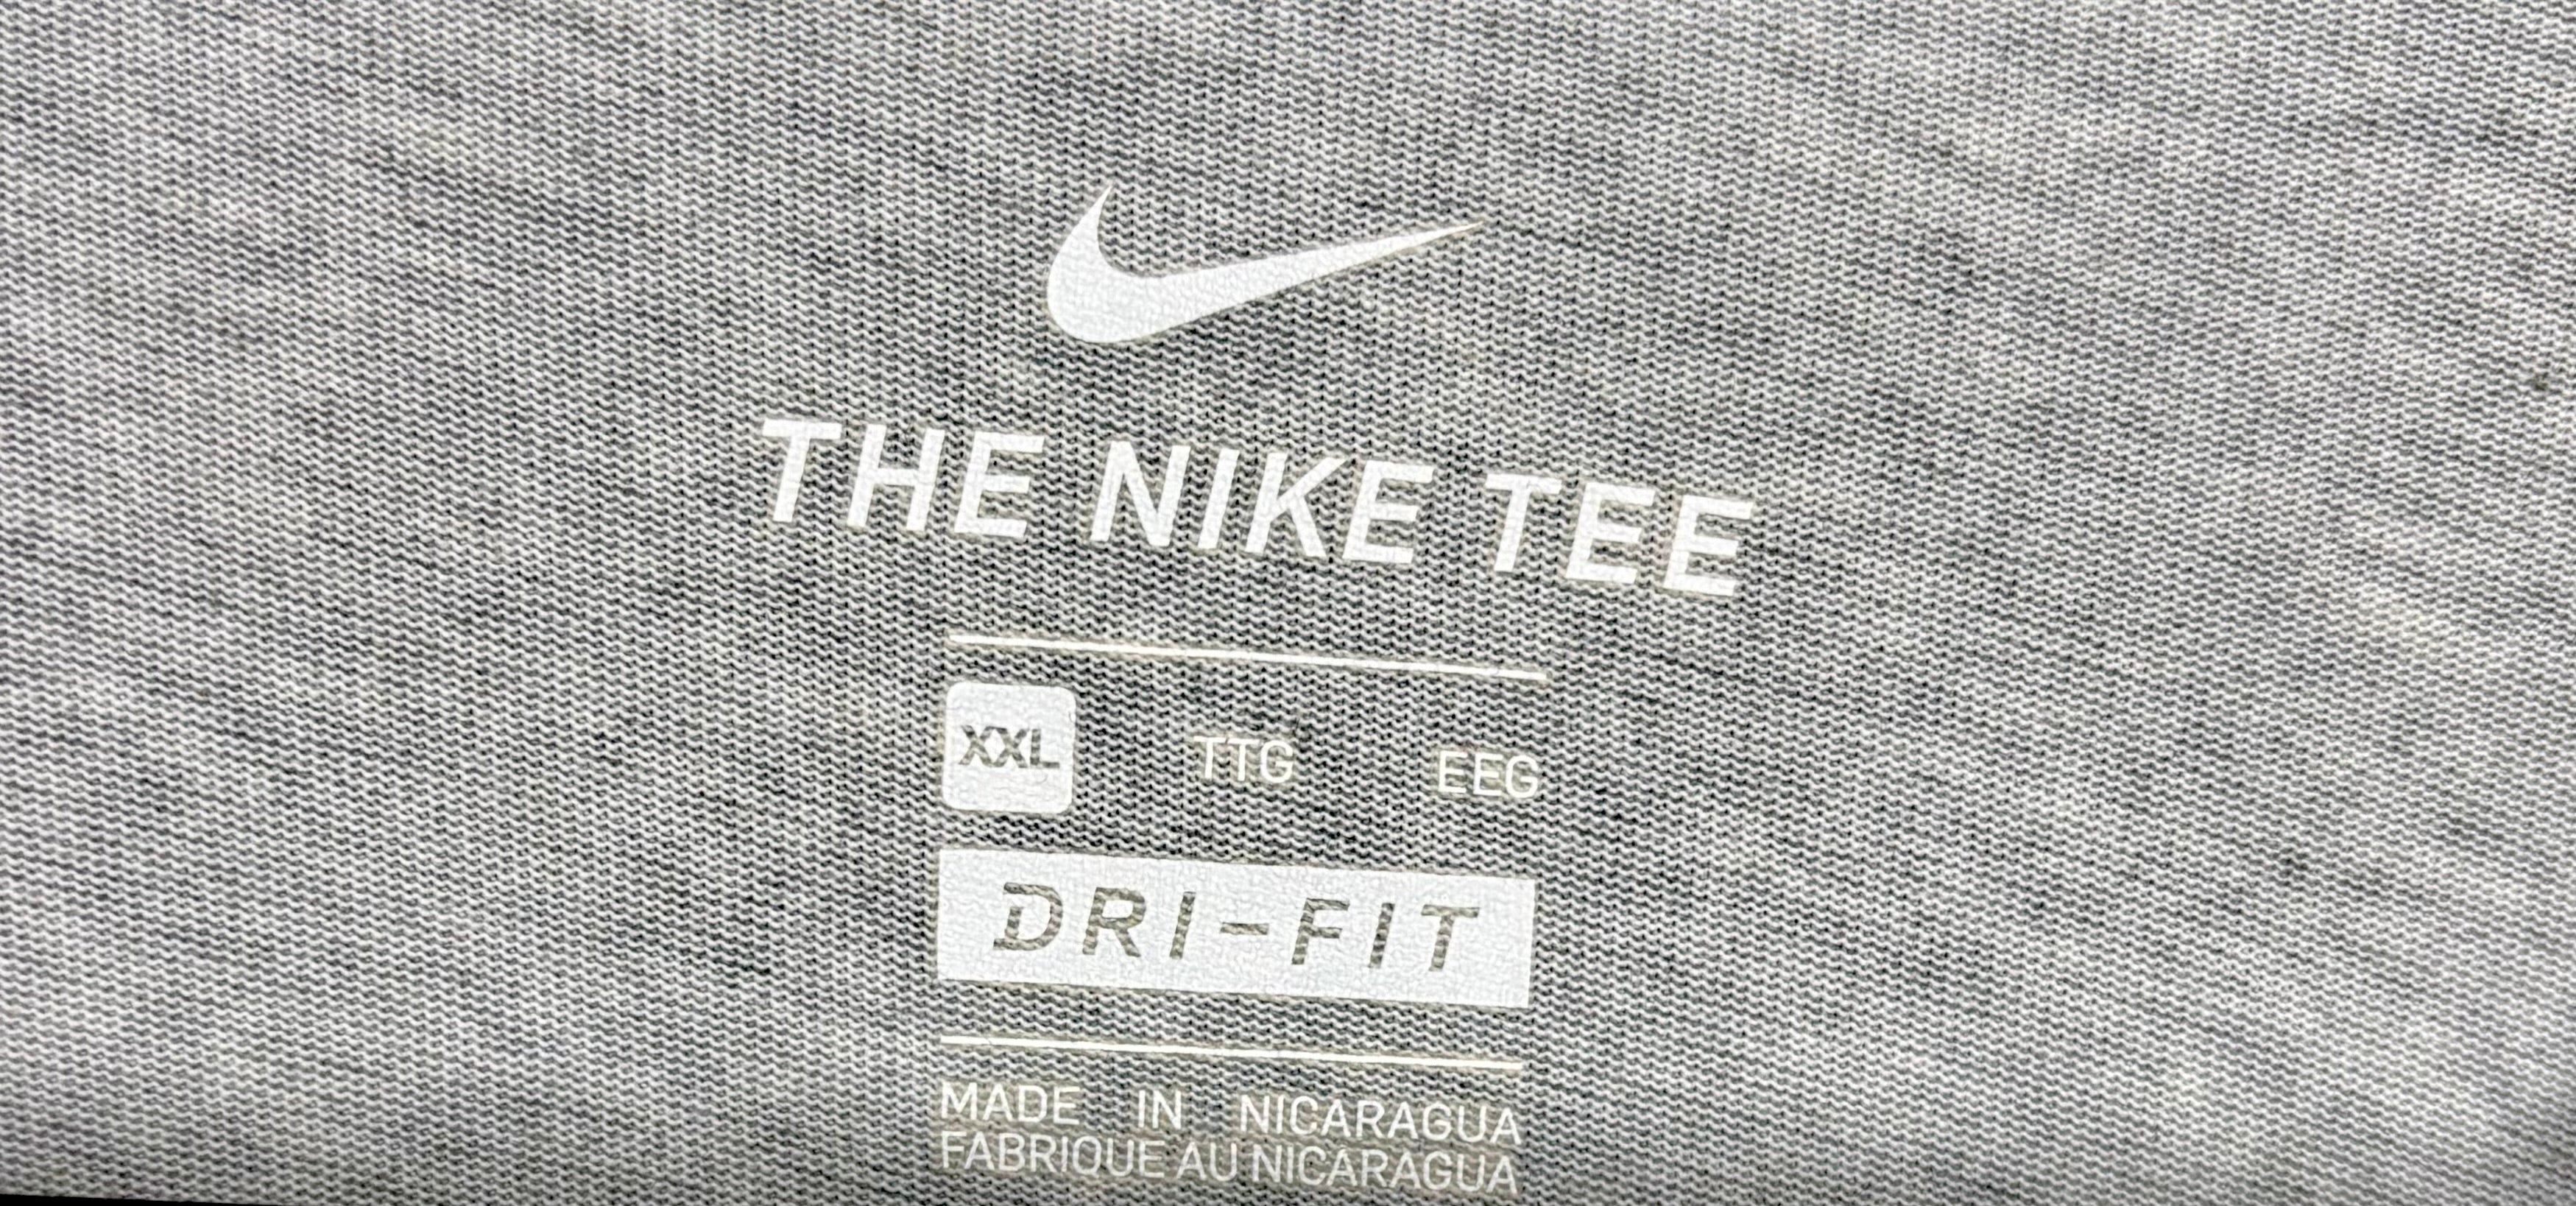 THE NIKE TEE
XXL TTG EEG
DRI-FIT
MADE IN NICARAGUA
FABRIQUE AU NICARAGUA